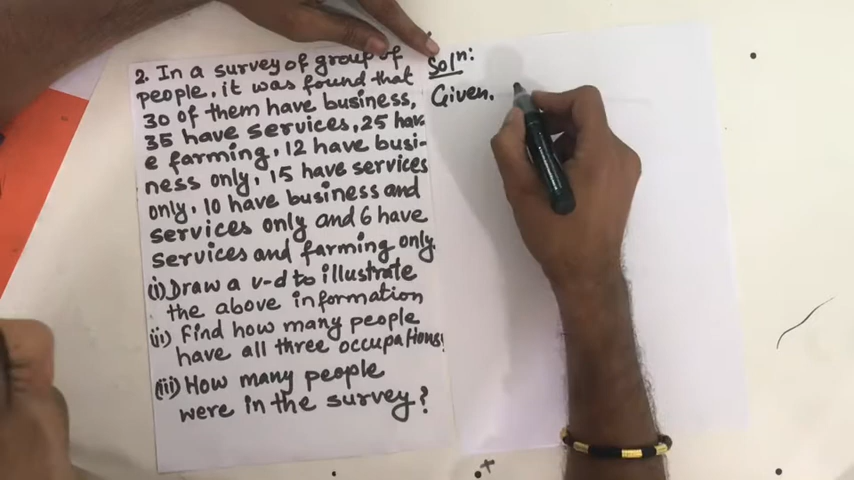 2. In a survey of group of
people, it was found that
30 of them have business,
35 have services, 25 hav
e farming, 12 have busi-
ness only, 15 have services
only, 10 have business and
services only and 6 have
services and farming only.
(i) Draw a v-d to illustrate
the above information
(ii) Find how many people
have all three occupations.
(iii) How many people
were in the survey?
Solⁿ:
Given.